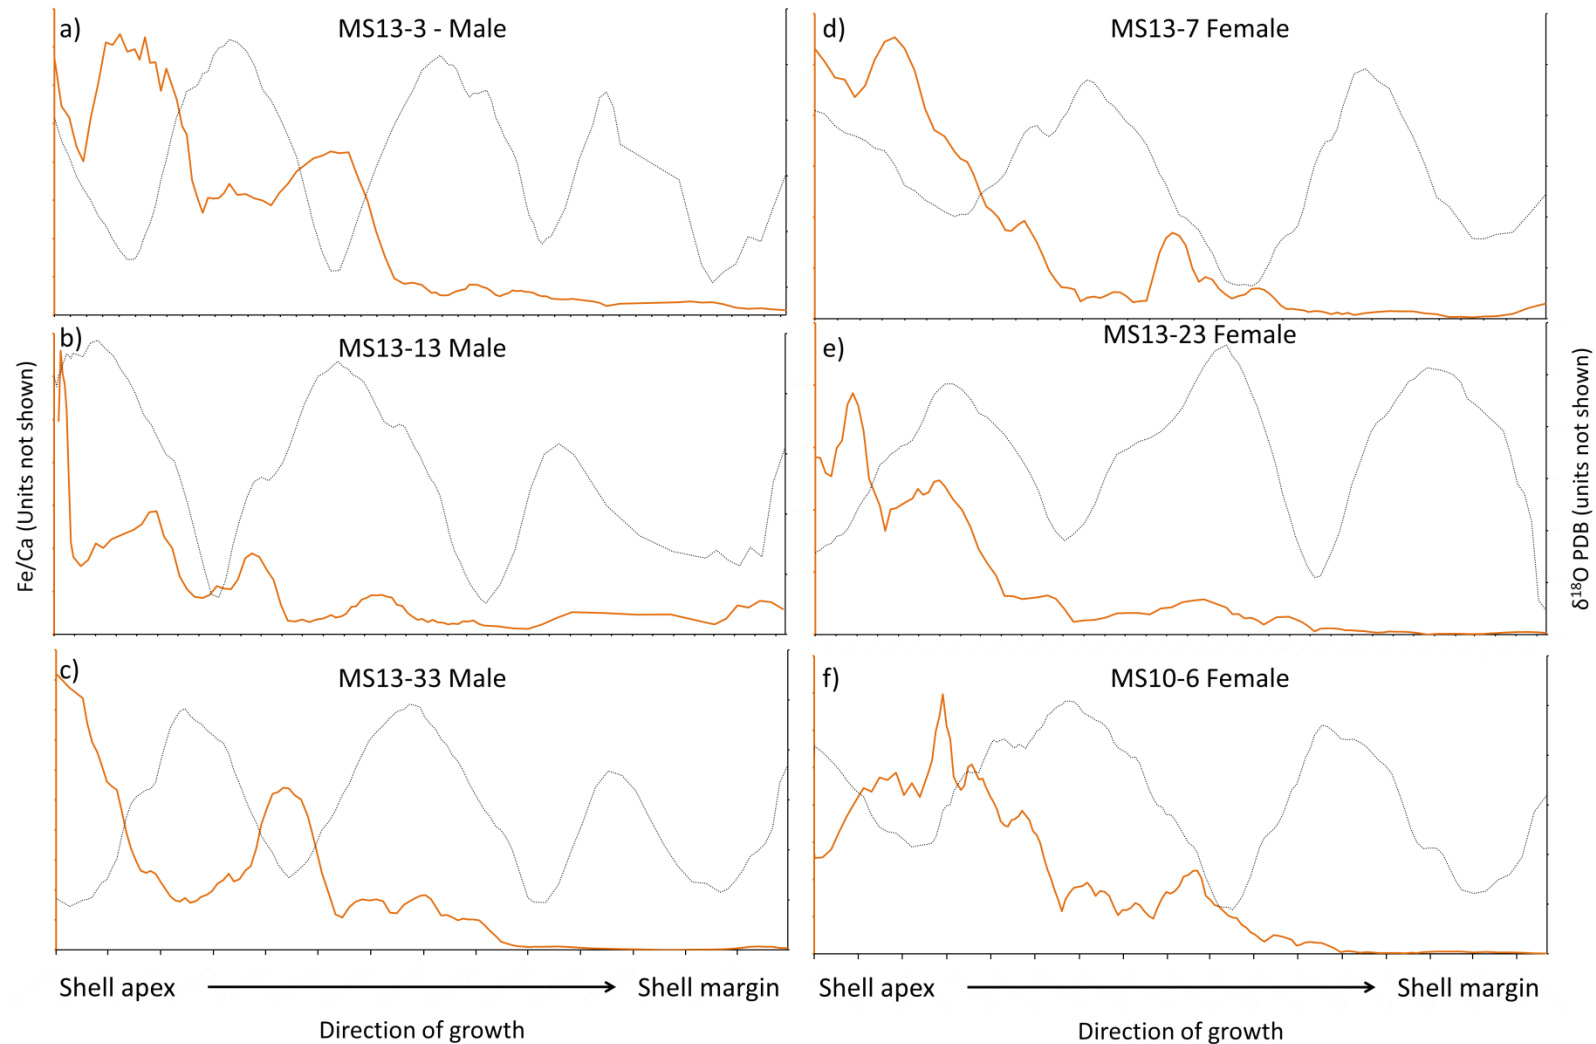 a)
MS13-3 - Male
d)
MS13-7 Female
b)
MS13-13 Male
e)
MS13-23 Female
c)
MS13-33 Male
f)
MS10-6 Female
Fe/Ca (Units not shown)
δ18O PDB (units not shown)
Shell apex
Shell margin
Direction of growth
Shell apex
Shell margin
Direction of growth